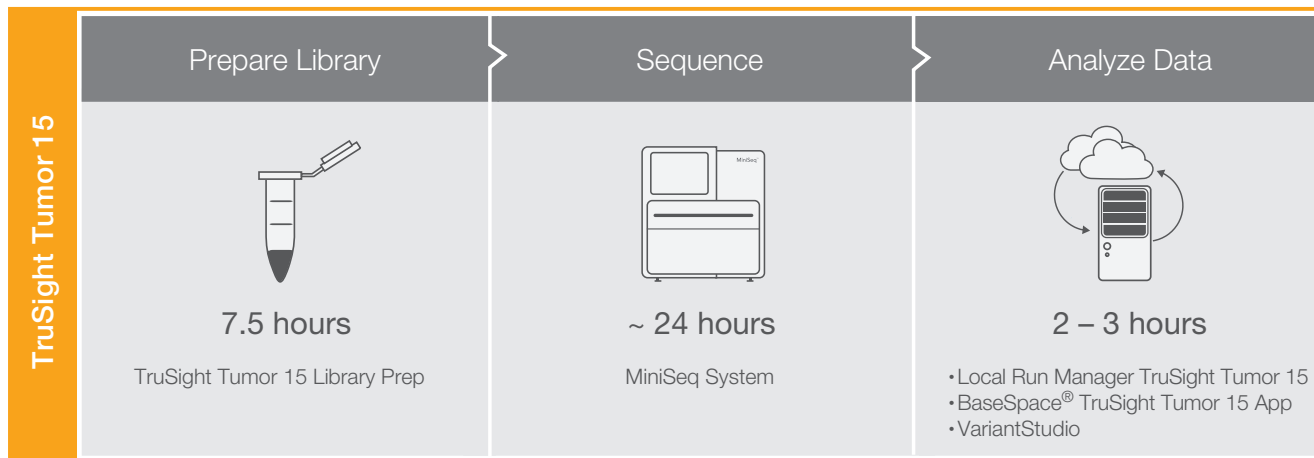 TruSight Tumor 15
Prepare Library
Sequence
Analyze Data
MiniSeq
7.5 hours
~ 24 hours
2 – 3 hours
TruSight Tumor 15 Library Prep
MiniSeq System
•Local Run Manager TruSight Tumor 15
•BaseSpace® TruSight Tumor 15 App
•VariantStudio